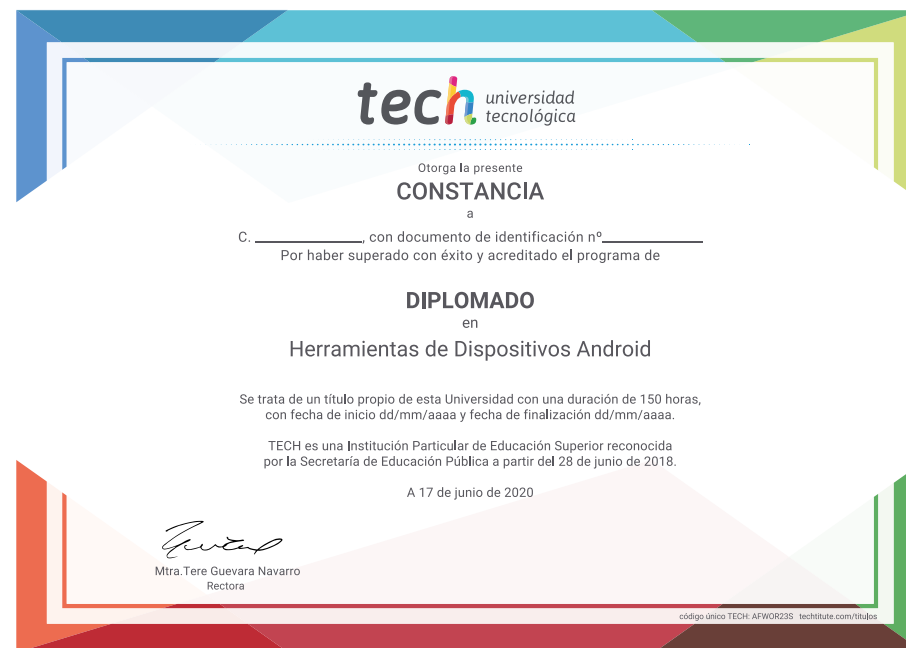 tech universidad
tecnológica
Otorga la presente
CONSTANCIA
a
C. ____________, con documento de identificación nº____________
Por haber superado con éxito y acreditado el programa de
DIPLOMADO
en
Herramientas de Dispositivos Android
Se trata de un título propio de esta Universidad con una duración de 150 horas,
con fecha de inicio dd/mm/aaaa y fecha de finalización dd/mm/aaaa.
TECH es una Institución Particular de Educación Superior reconocida
por la Secretaría de Educación Pública a partir del 28 de junio de 2018.
A 17 de junio de 2020
Mtra.Tere Guevara Navarro
Rectora
código único TECH: AFWOR23S techtitute.com/títulos